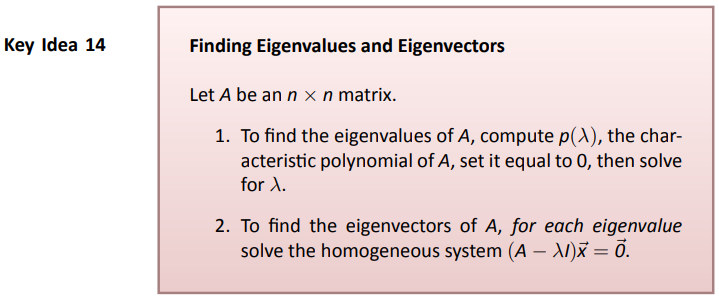 Key Idea 14
Finding Eigenvalues and Eigenvectors
Let A be an n × n matrix.
1. To find the eigenvalues of A, compute p(λ), the char-
acteristic polynomial of A, set it equal to 0, then solve
for λ.
2. To find the eigenvectors of A, for each eigenvalue
solve the homogeneous system (A − λI)x⃗ = 0⃗.